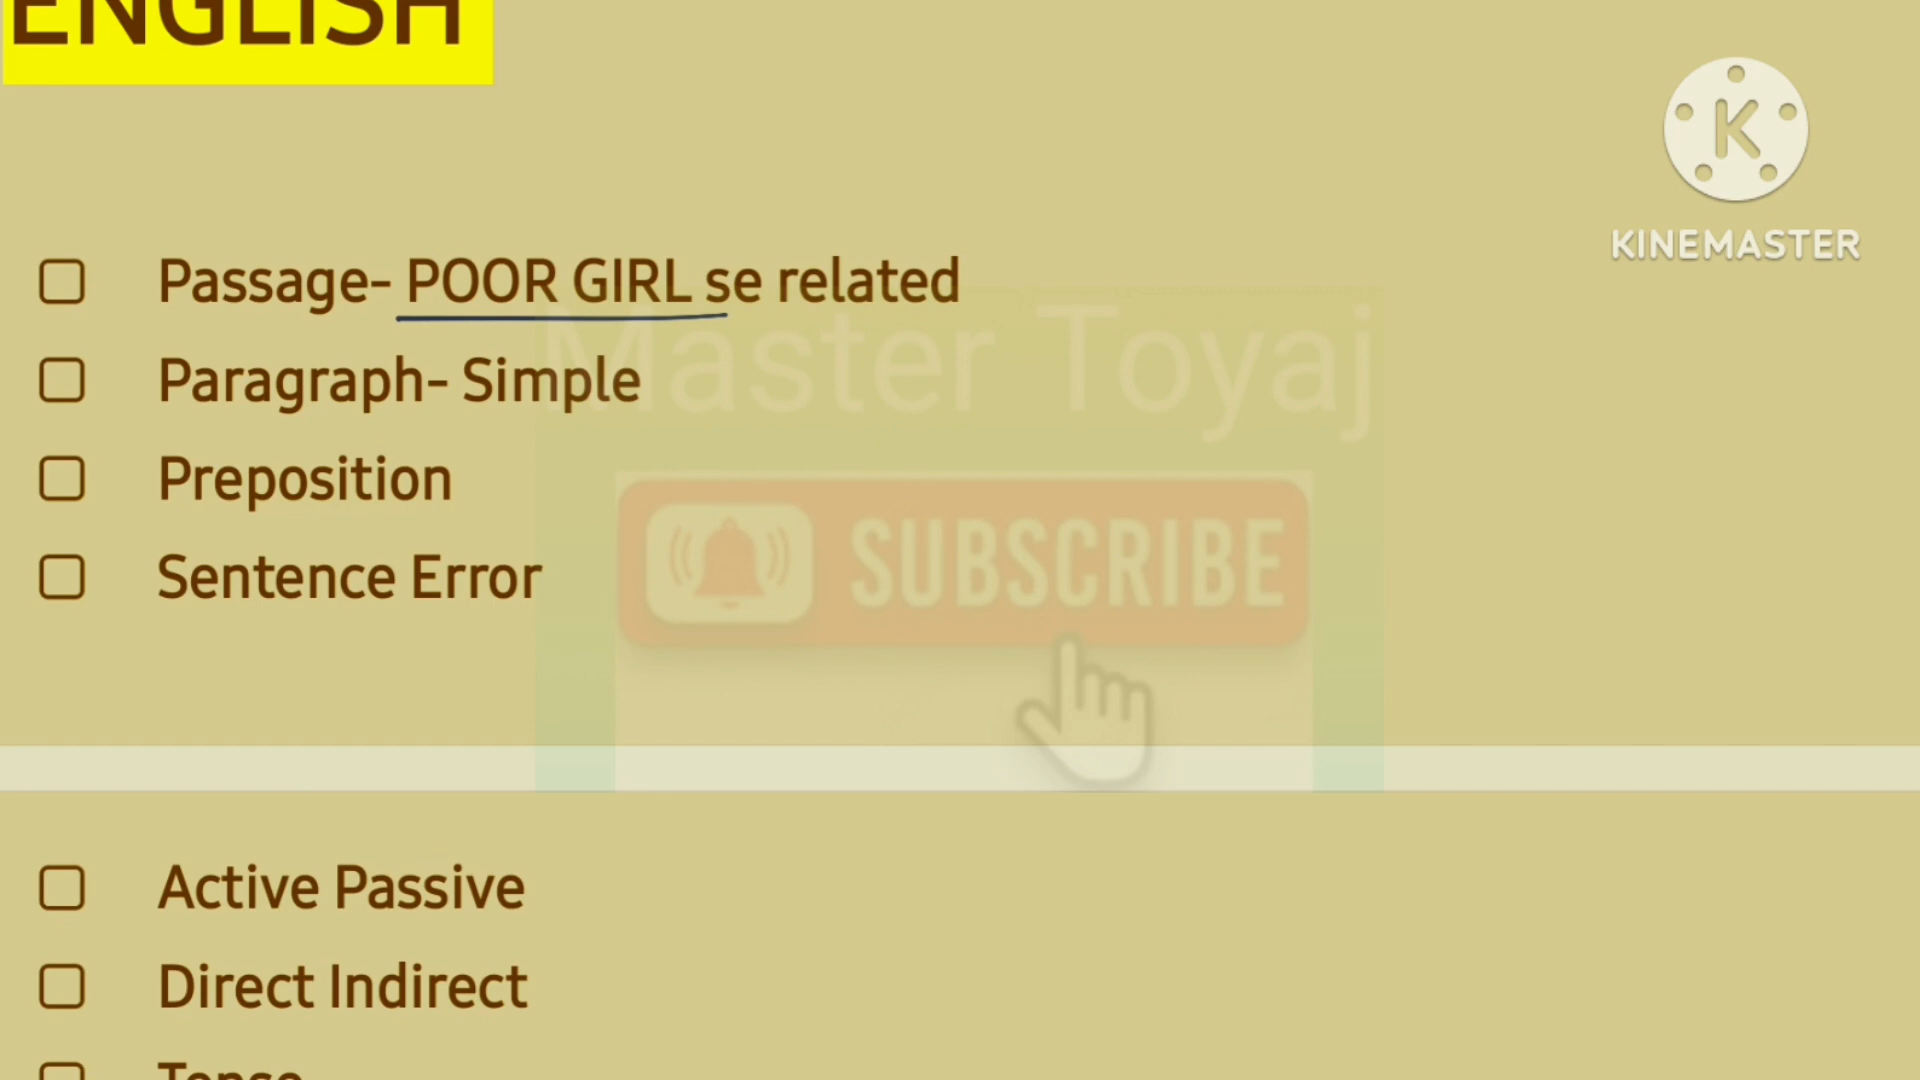 ENGLISH
KINEMASTER
Passage- POOR GIRL se related
Master Toyaj
Paragraph- Simple
Preposition
SUBSCRIBE
Sentence Error
Active Passive
Direct Indirect
Tense